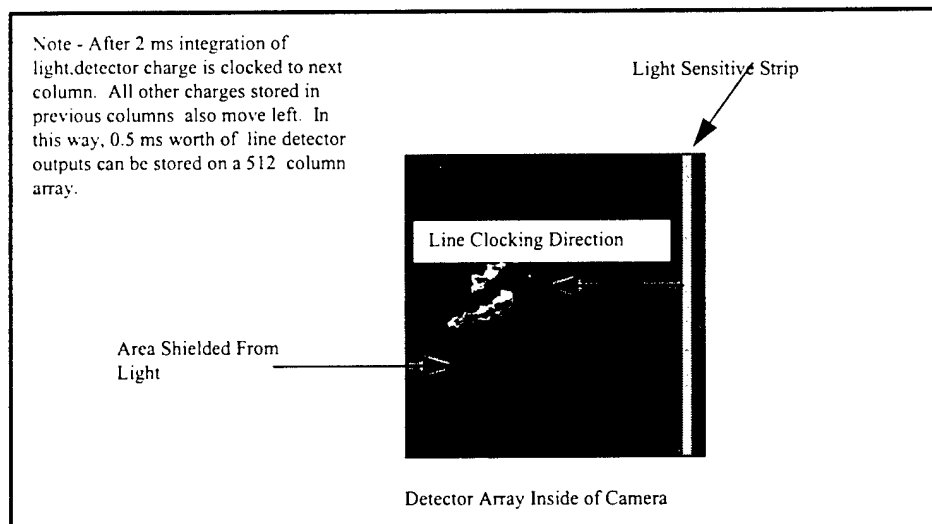 Note - After 2 ms integration of
light,detector charge is clocked to next
column. All other charges stored in
previous columns also move left. In
this way, 0.5 ms worth of line detector
outputs can be stored on a 512 column
array.
Light Sensitive Strip
Line Clocking Direction
Area Shielded From
Light
Detector Array Inside of Camera